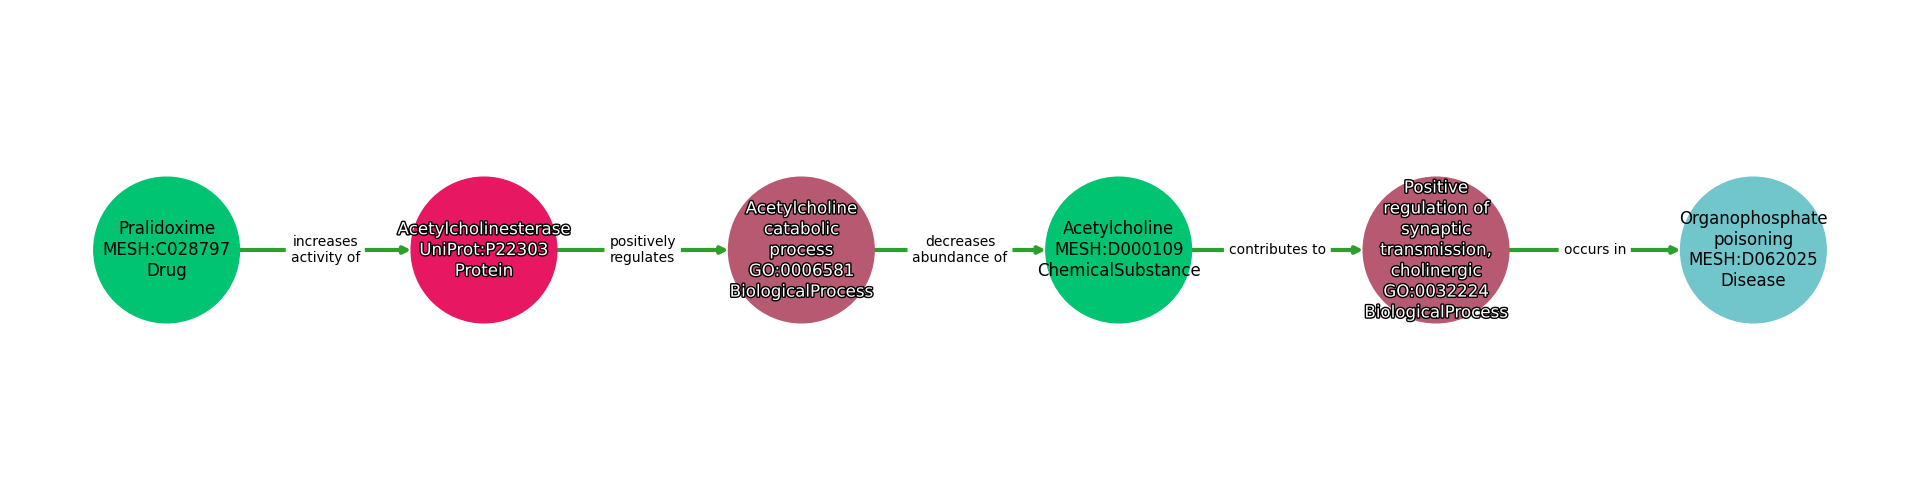 Pralidoxime
MESH:C028797
Drug
increases
activity of
Acetylcholinesterase
UniProt:P22303
Protein
positively
regulates
Acetylcholine
catabolic
process
GO:0006581
BiologicalProcess
decreases
abundance of
Acetylcholine
MESH:D000109
ChemicalSubstance
contributes to
Positive
regulation of
synaptic
transmission,
cholinergic
GO:0032224
BiologicalProcess
occurs in
Organophosphate
poisoning
MESH:D062025
Disease